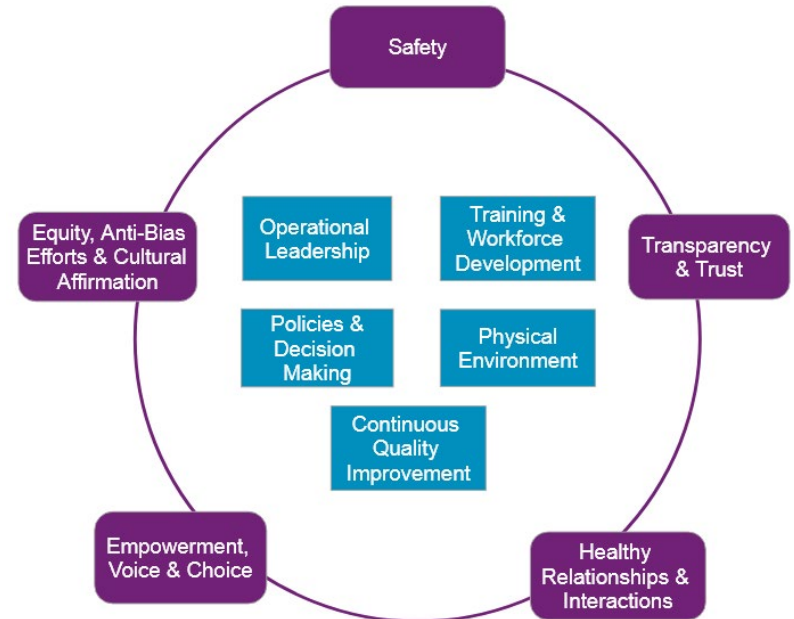 Safety
Equity, Anti-Bias
Efforts & Cultural
Affirmation
Operational
Leadership
Training &
Workforce
Development
Transparency
& Trust
Policies &
Decision
Making
Physical
Environment
Continuous
Quality
Improvement
Empowerment,
Voice & Choice
Healthy
Relationships &
Interactions